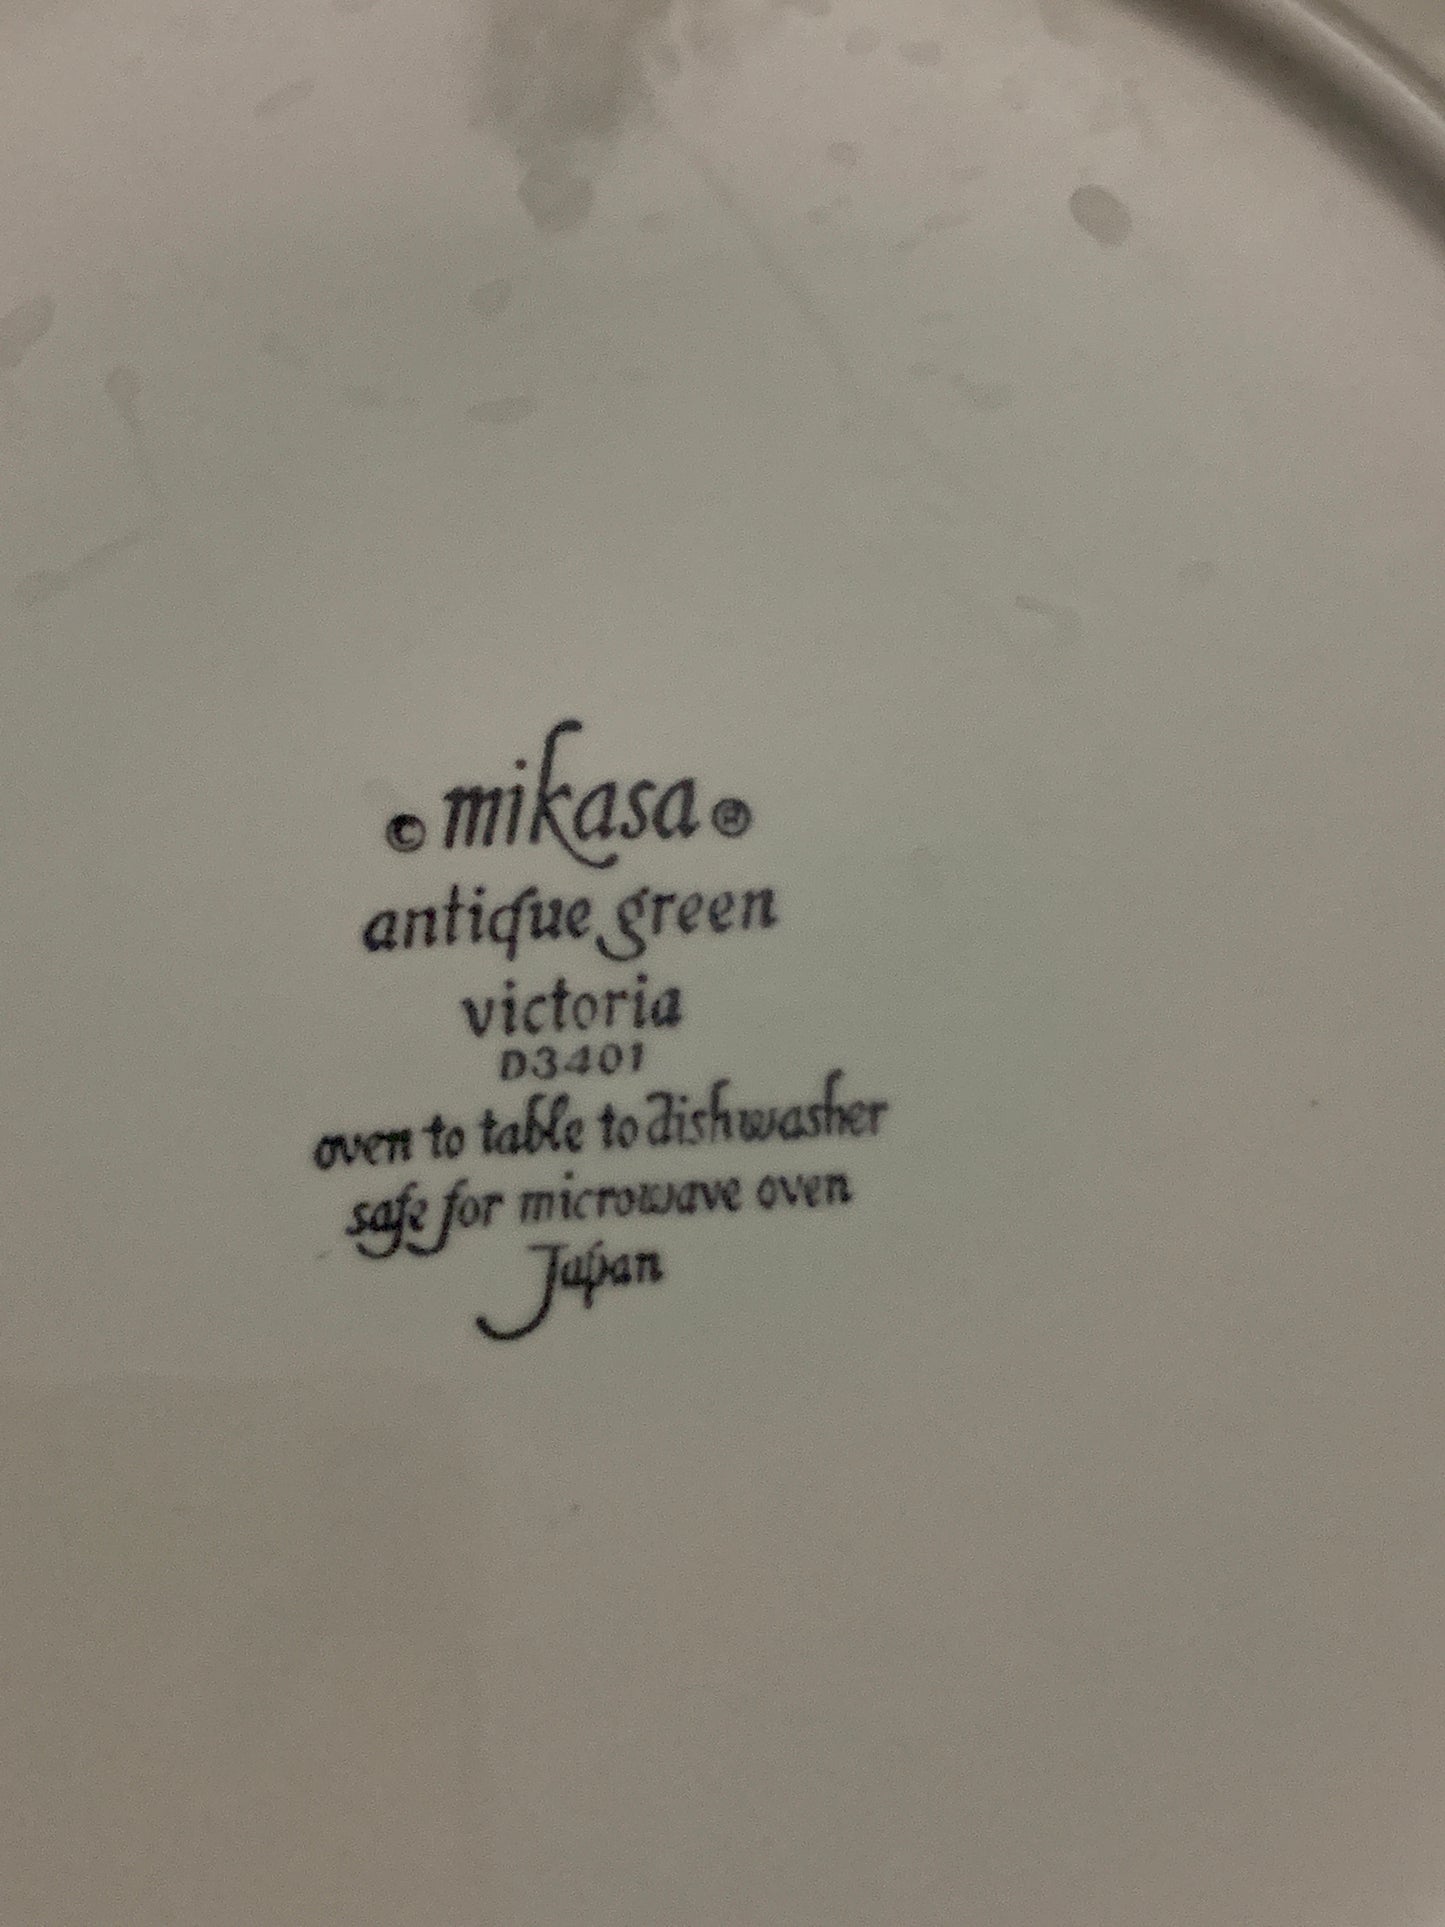 © mikasa ®
antique green
victoria
D3401
oven to table to dishwasher
safe for microwave oven
Japan